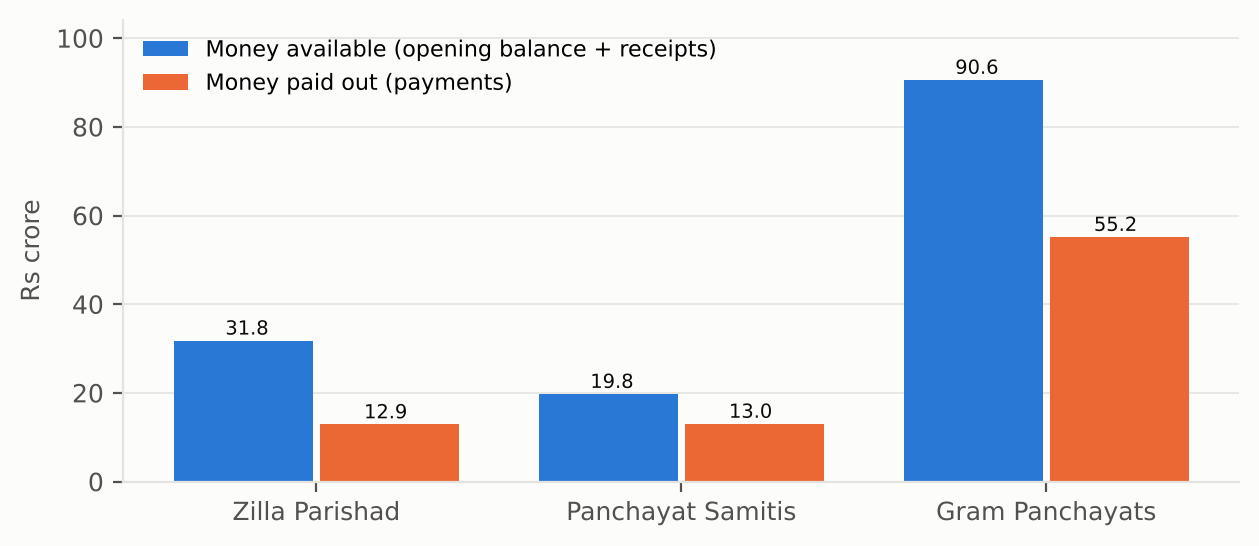 100
80
60
40
20
0
Rs crore
Money available (opening balance + receipts)
Money paid out (payments)
31.8
12.9
19.8
13.0
90.6
55.2
Zilla Parishad
Panchayat Samitis
Gram Panchayats